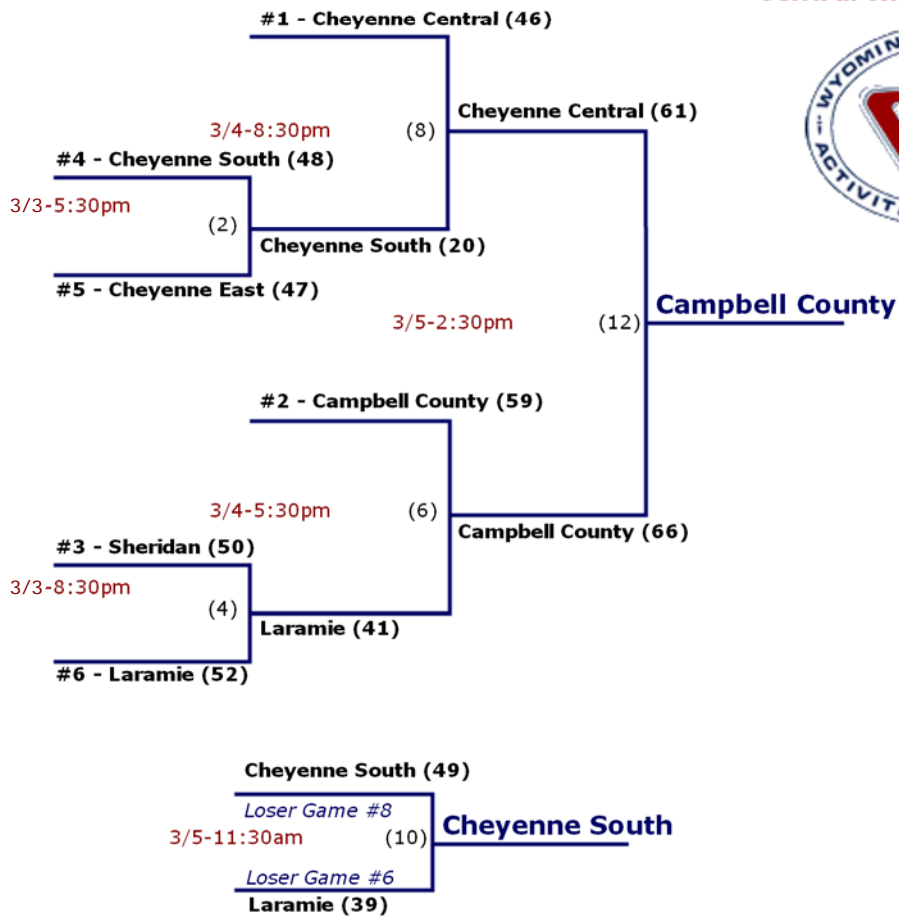 #1 - Cheyenne Central (46)
Cheyenne Central (61)
3/4-8:30pm
(8)
#4 - Cheyenne South (48)
3/3-5:30pm
(2)
Cheyenne South (20)
#5 - Cheyenne East (47)
Campbell County
3/5-2:30pm
(12)
#2 - Campbell County (59)
3/4-5:30pm
(6)
Campbell County (66)
#3 - Sheridan (50)
3/3-8:30pm
(4)
Laramie (41)
#6 - Laramie (52)
Cheyenne South (49)
Loser Game #8
3/5-11:30am
(10)
Cheyenne South
Loser Game #6
Laramie (39)